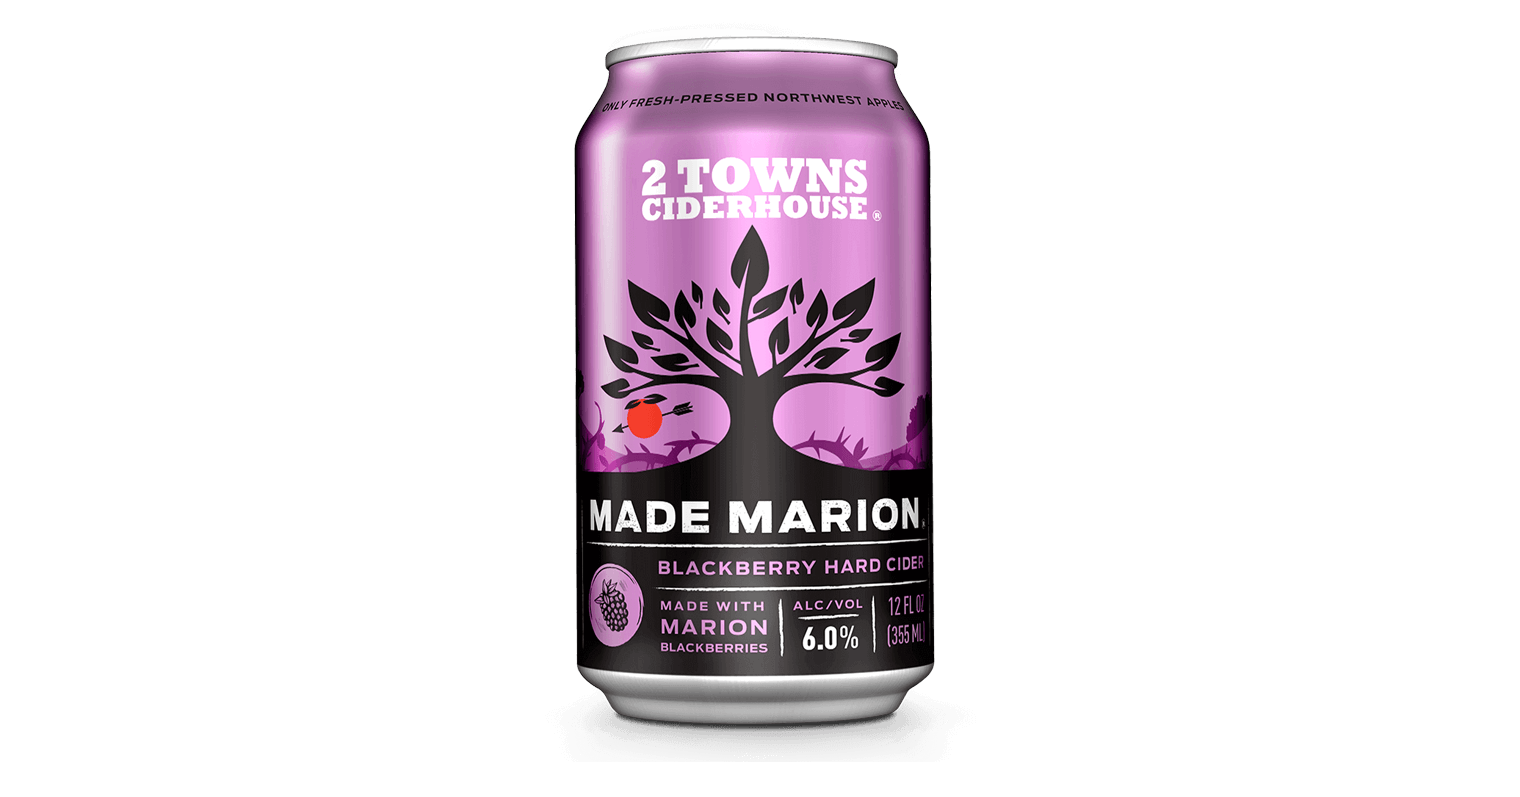 ONLY FRESH-PRESSED NORTHWEST APPLES
2 TOWNS
CIDERHOUSE®
MADE MARION
BLACKBERRY HARD CIDER
MADE WITH
MARION
BLACKBERRIES
ALC/VOL
6.0%
12 FL OZ
(355 ML)